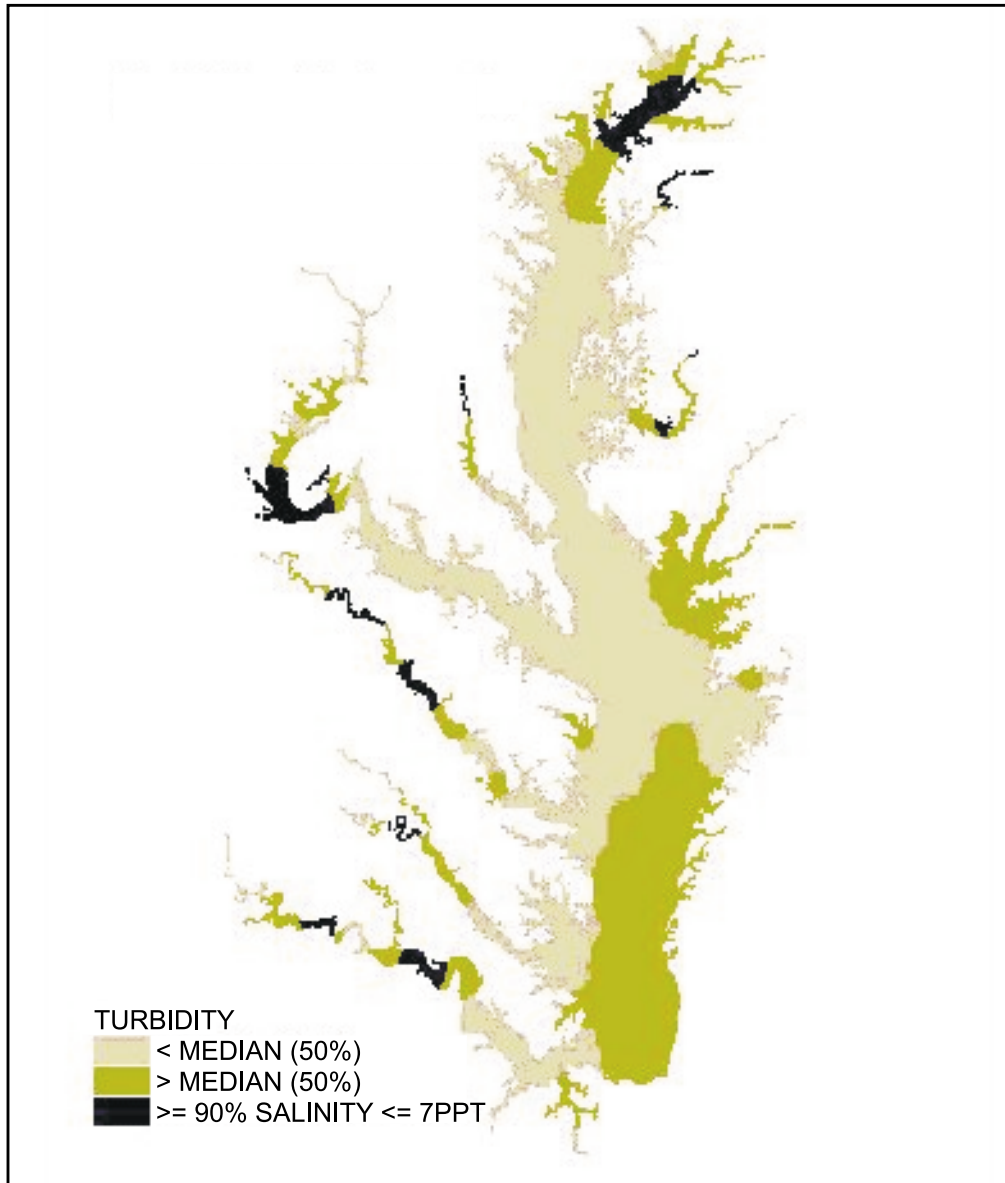 TURBIDITY
< MEDIAN (50%)
> MEDIAN (50%)
>= 90% SALINITY <= 7PPT